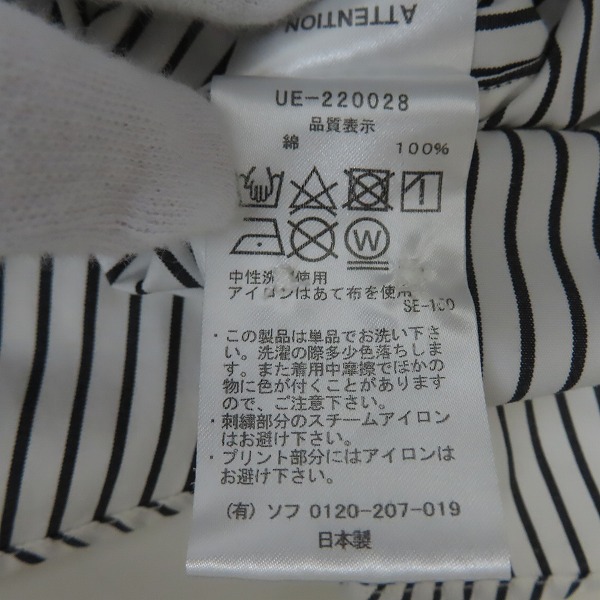 ATTENTION
UE-220028
品質表示
綿 100%
W
中性洗 使用
アイロンはあて布を使用
SE-100
・この製品は単品でお洗い下さ
い。洗濯の際多少色落ちしま
す。また着用中摩擦でほかの
物に色が付くことがあります
ので、ご注意下さい。
・刺繍部分のスチームアイロン
はお避け下さい。
・プリント部分にはアイロンは
お避け下さい。
(有) ソフ 0120-207-019
日本製